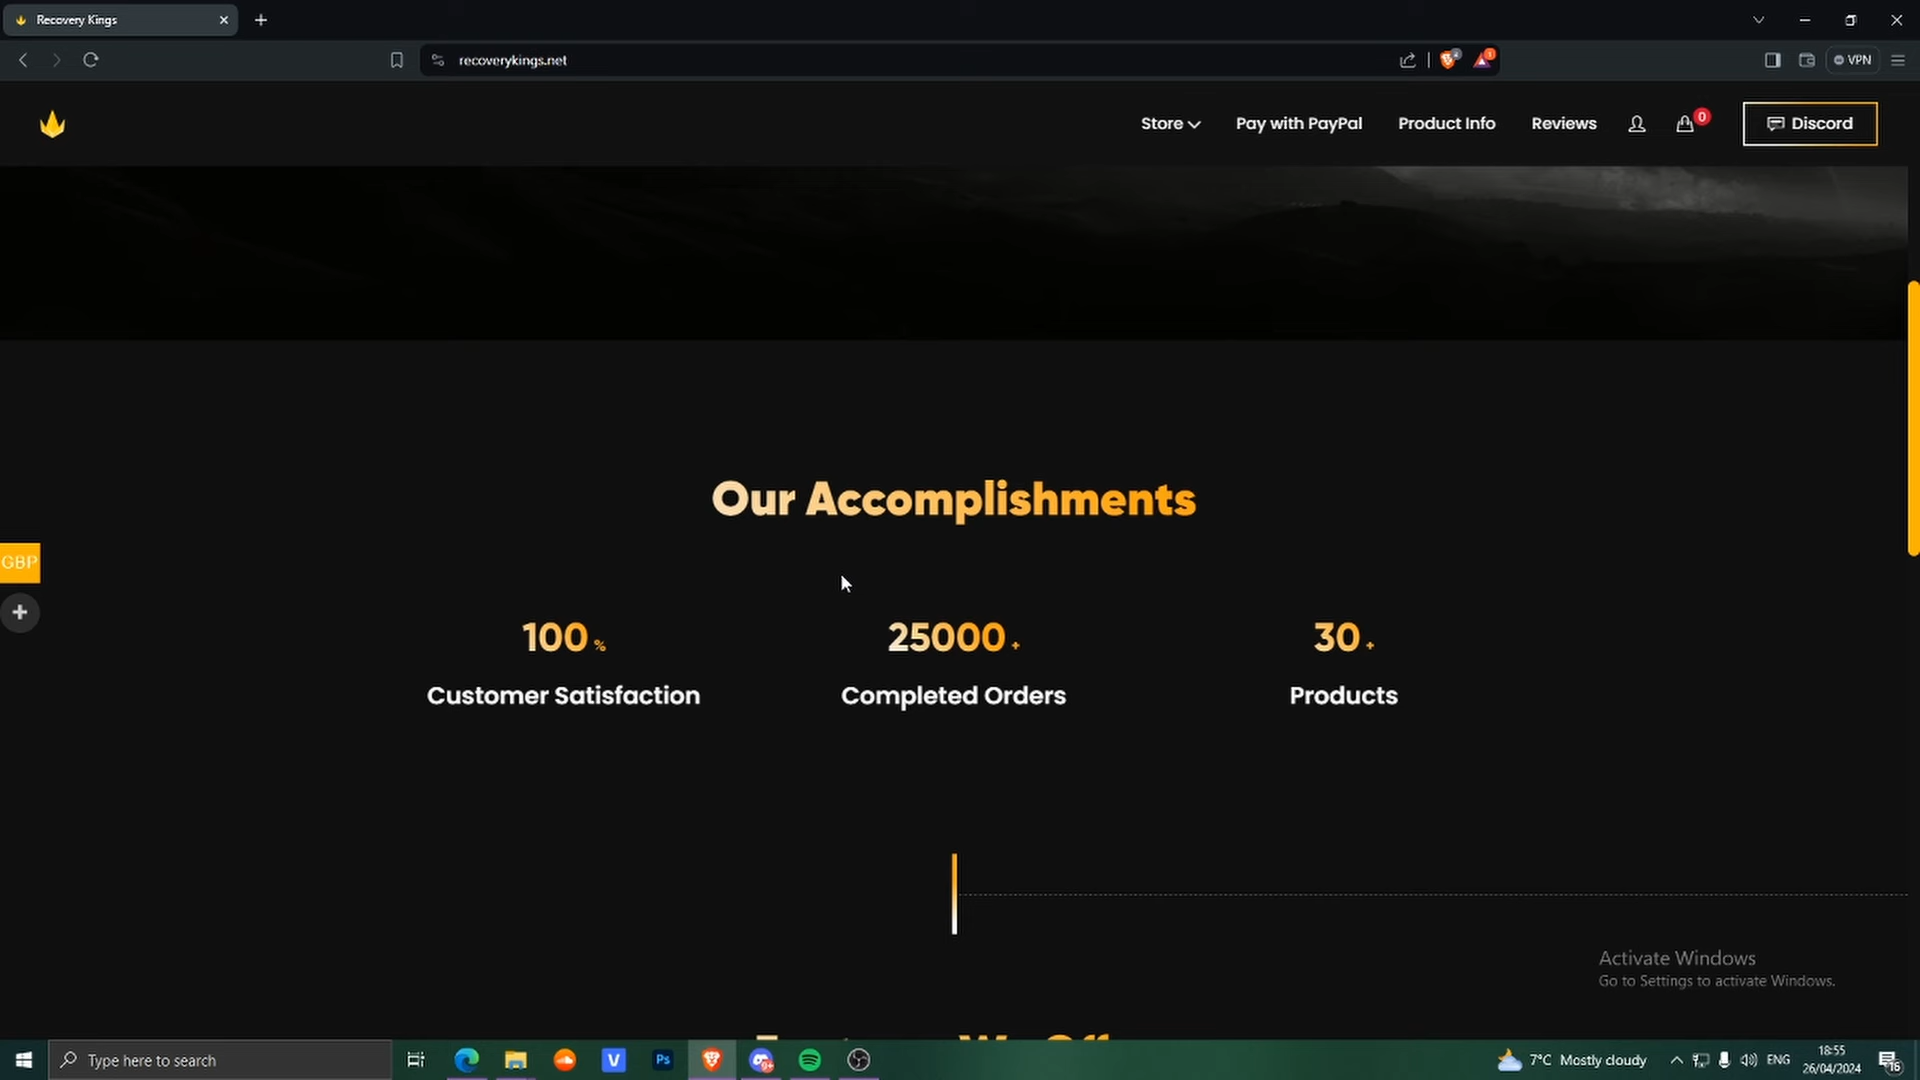 Recovery Kings
recoverykings.net
VPN
Store
Pay with PayPal
Product Info
Reviews
0
Discord
Our Accomplishments
GBP
100 %
25000 +
30 +
Customer Satisfaction
Completed Orders
Products
Activate Windows
Go to Settings to activate Windows.
Type here to search
V
Ps
7°C Mostly cloudy
ENG
18:55
26/04/2024
16